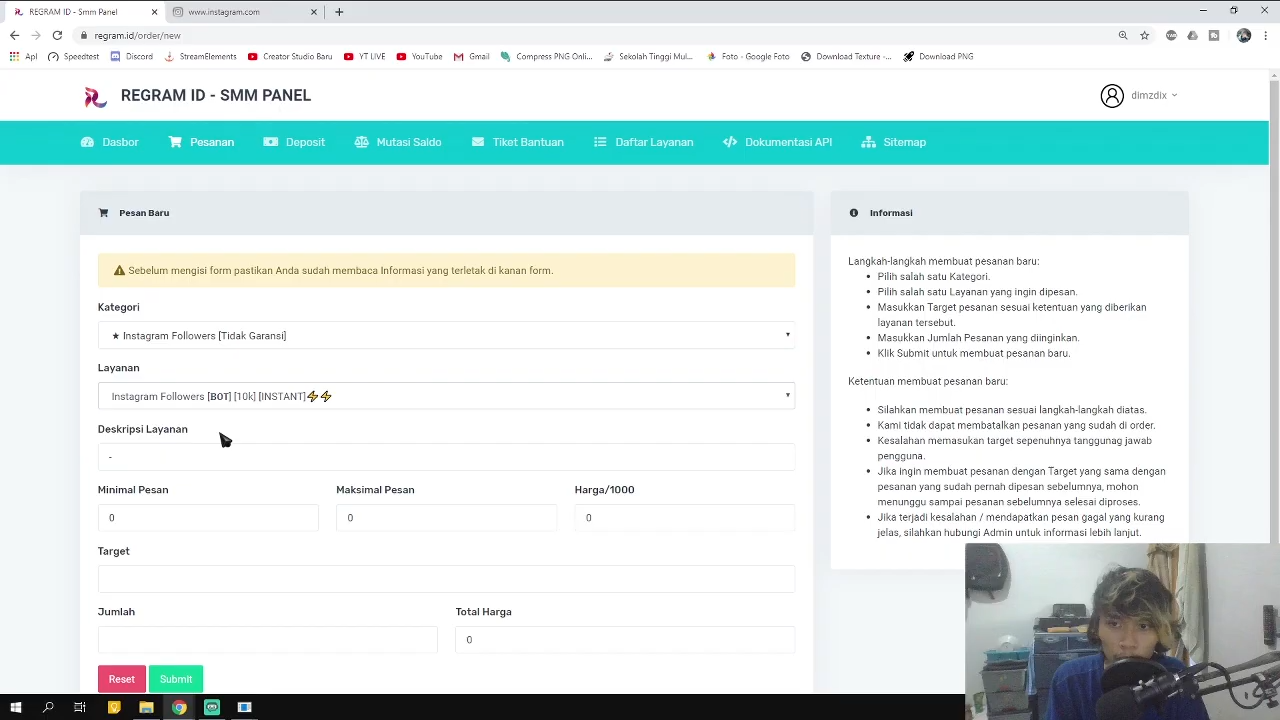 REGRAM ID - SMM Panel
www.instagram.com
regram.id/order/new
Apl
Speedtest
Discord
StreamElements
Creator Studio Baru
YT LIVE
YouTube
Gmail
Compress PNG Onli...
Sekolah Tinggi Mul...
Foto - Google Foto
Download Texture -...
Download PNG
REGRAM ID - SMM PANEL
dimzdix
Dasbor
Pesanan
Deposit
Mutasi Saldo
Tiket Bantuan
Daftar Layanan
Dokumentasi API
Sitemap
Pesan Baru
Sebelum mengisi form pastikan Anda sudah membaca Informasi yang terletak di kanan form.
Kategori
★ Instagram Followers [Tidak Garansi]
Layanan
Instagram Followers [BOT] [10k] [INSTANT]⚡⚡
Deskripsi Layanan
-
Minimal Pesan
Maksimal Pesan
Harga/1000
0
0
0
Target
Jumlah
Total Harga
0
Reset
Submit
Informasi
Langkah-langkah membuat pesanan baru:
Pilih salah satu Kategori.
Pilih salah satu Layanan yang ingin dipesan.
Masukkan Target pesanan sesuai ketentuan yang diberikan
layanan tersebut.
Masukkan Jumlah Pesanan yang diinginkan.
Klik Submit untuk membuat pesanan baru.
Ketentuan membuat pesanan baru:
Silahkan membuat pesanan sesuai langkah-langkah diatas.
Kami tidak dapat membatalkan pesanan yang sudah di order.
Kesalahan memasukan target sepenuhnya tanggunag jawab
pengguna.
Jika ingin membuat pesanan dengan Target yang sama dengan
pesanan yang sudah pernah dipesan sebelumnya, mohon
menunggu sampai pesanan sebelumnya selesai diproses.
Jika terjadi kesalahan / mendapatkan pesan gagal yang kurang
jelas, silahkan hubungi Admin untuk informasi lebih lanjut.